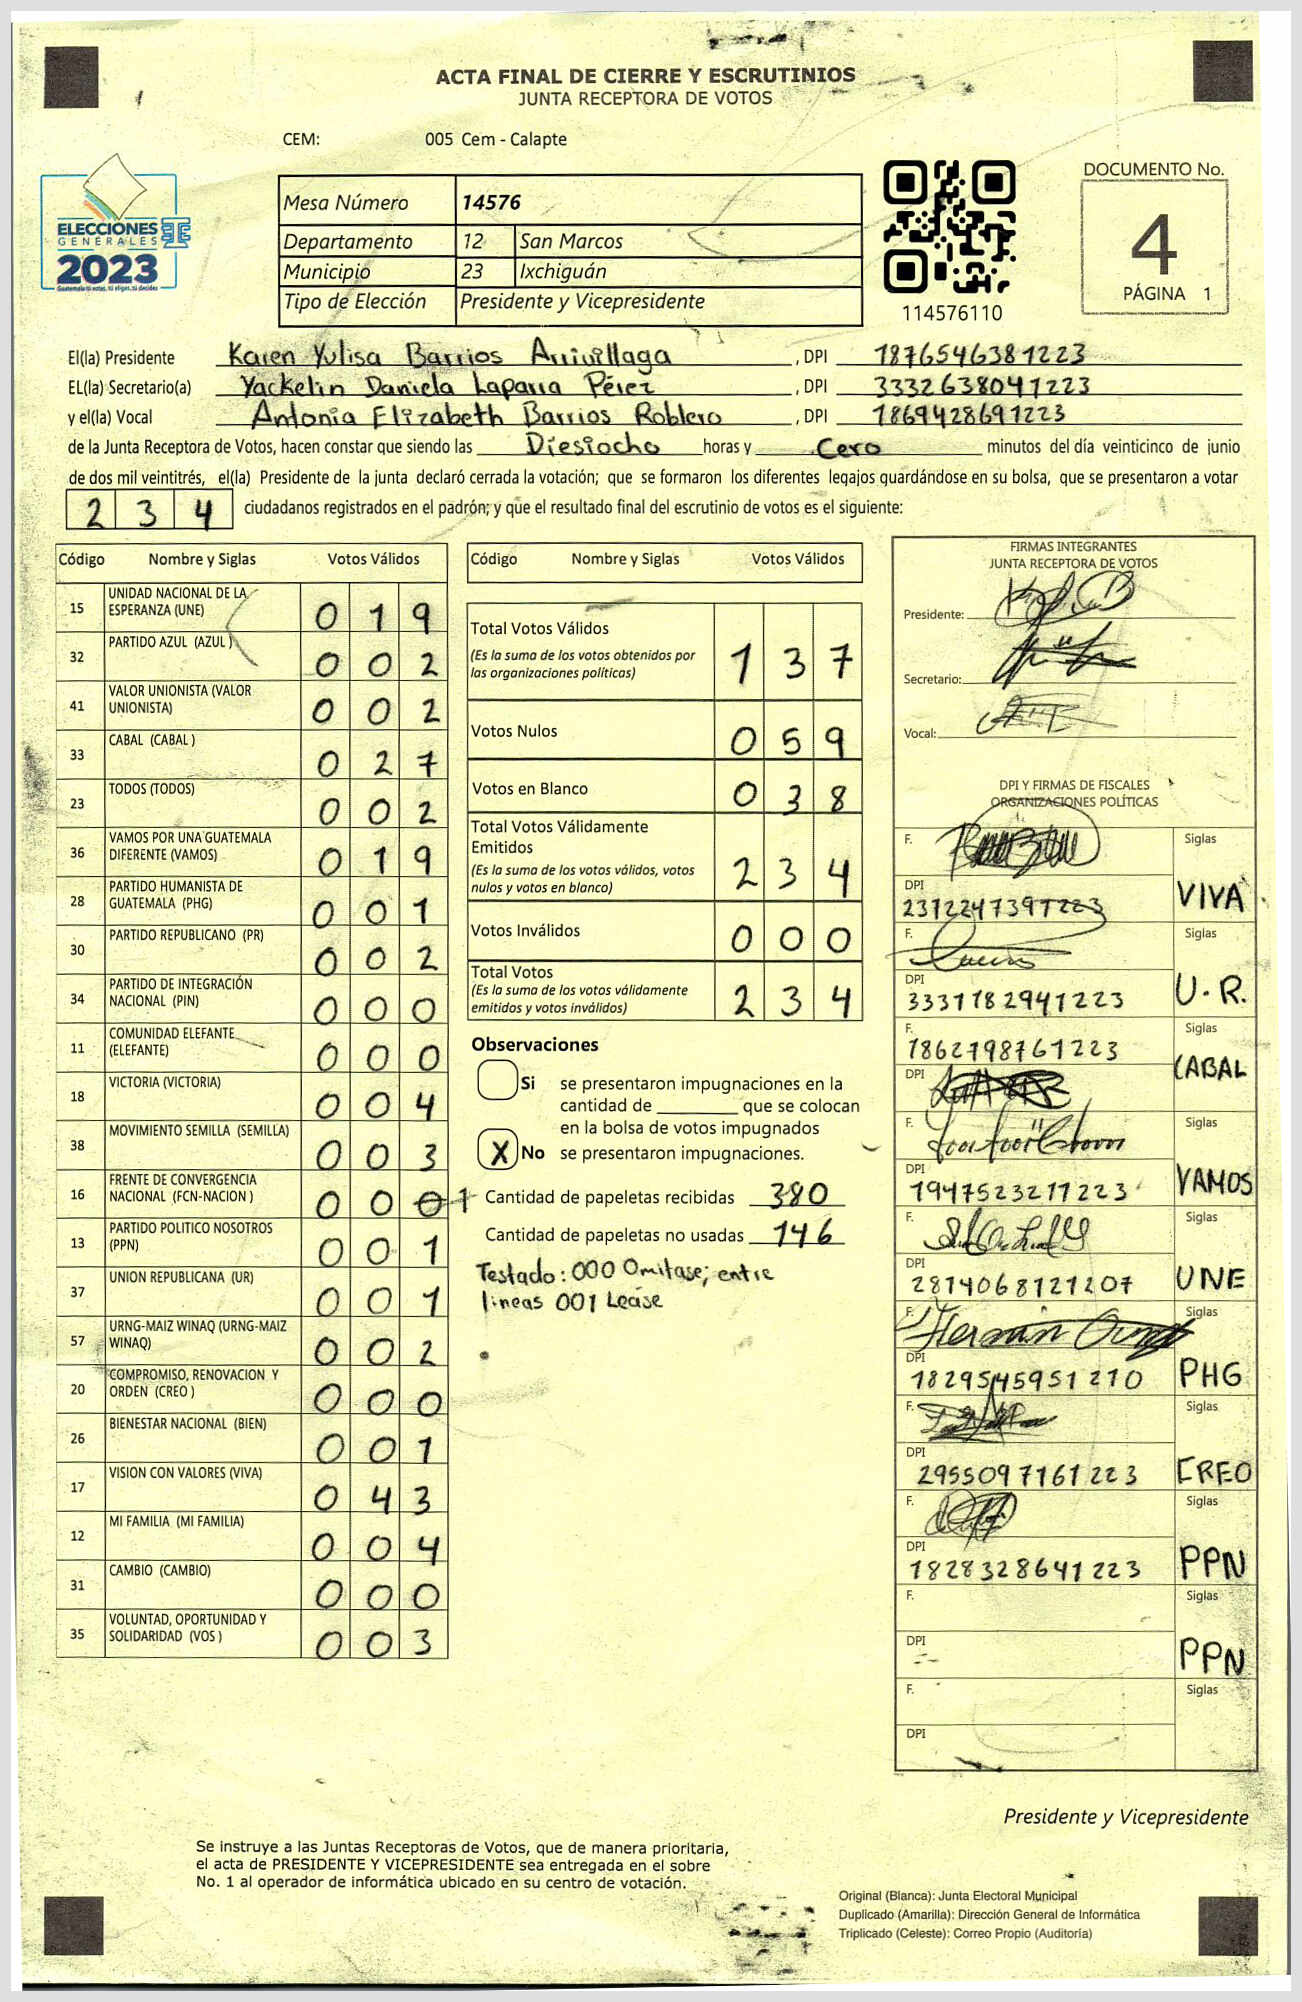 ACTA FINAL DE CIERRE Y ESCRUTINIOS
JUNTA RECEPTORA DE VOTOS
CEM: 005 Cem - Calapte
ELECCIONES
GENERALES
2023
Guatemala tú votas, tú eliges, tú decides
Mesa Número 14576
Departamento 12 San Marcos
Municipio 23 Ixchiguán
Tipo de Elección Presidente y Vicepresidente
114576110
DOCUMENTO No.
4
PÁGINA 1
El(la) Presidente Karen Yulisa Barrios Arrivillaga , DPI 1876546381223
EL(la) Secretario(a) Yackelin Daniela Laparra Pérez , DPI 3332638041223
y el(la) Vocal Antonia Elizabeth Barrios Roblero , DPI 1869428691223
de la Junta Receptora de Votos, hacen constar que siendo las Diesiocho horas y Cero minutos del día veinticinco de junio
de dos mil veintitrés, el(la) Presidente de la junta declaró cerrada la votación; que se formaron los diferentes legajos guardándose en su bolsa, que se presentaron a votar
2 3 4 ciudadanos registrados en el padrón; y que el resultado final del escrutinio de votos es el siguiente:
Código Nombre y Siglas Votos Válidos
15 UNIDAD NACIONAL DE LA ESPERANZA (UNE) 0 1 9
32 PARTIDO AZUL (AZUL ) 0 0 2
41 VALOR UNIONISTA (VALOR UNIONISTA) 0 0 2
33 CABAL (CABAL ) 0 2 7
23 TODOS (TODOS) 0 0 2
36 VAMOS POR UNA GUATEMALA DIFERENTE (VAMOS) 0 1 9
28 PARTIDO HUMANISTA DE GUATEMALA (PHG) 0 0 1
30 PARTIDO REPUBLICANO (PR) 0 0 2
34 PARTIDO DE INTEGRACIÓN NACIONAL (PIN) 0 0 0
11 COMUNIDAD ELEFANTE (ELEFANTE) 0 0 0
18 VICTORIA (VICTORIA) 0 0 4
38 MOVIMIENTO SEMILLA (SEMILLA) 0 0 3
16 FRENTE DE CONVERGENCIA NACIONAL (FCN-NACION ) 0 0 0 1
13 PARTIDO POLITICO NOSOTROS (PPN) 0 0 1
37 UNION REPUBLICANA (UR) 0 0 1
57 URNG-MAIZ WINAQ (URNG-MAIZ WINAQ) 0 0 2
20 COMPROMISO, RENOVACION Y ORDEN (CREO ) 0 0 0
26 BIENESTAR NACIONAL (BIEN) 0 0 1
17 VISION CON VALORES (VIVA) 0 4 3
12 MI FAMILIA (MI FAMILIA) 0 0 4
31 CAMBIO (CAMBIO) 0 0 0
35 VOLUNTAD, OPORTUNIDAD Y SOLIDARIDAD (VOS ) 0 0 3
Código Nombre y Siglas Votos Válidos
Total Votos Válidos 1 3 7
(Es la suma de los votos obtenidos por
las organizaciones políticas)
Votos Nulos 0 5 9
Votos en Blanco 0 3 8
Total Votos Válidamente
Emitidos 2 3 4
(Es la suma de los votos válidos, votos
nulos y votos en blanco)
Votos Inválidos 0 0 0
Total Votos 2 3 4
(Es la suma de los votos válidamente
emitidos y votos inválidos)
Observaciones
Si se presentaron impugnaciones en la
cantidad de ________ que se colocan
en la bolsa de votos impugnados
X No se presentaron impugnaciones.
Cantidad de papeletas recibidas 380
Cantidad de papeletas no usadas 146
Testado: 000 Omitase; entre
lineas 001 Lease
FIRMAS INTEGRANTES
JUNTA RECEPTORA DE VOTOS
Presidente:
Secretario:
Vocal:
DPI Y FIRMAS DE FISCALES
ORGANIZACIONES POLÍTICAS
F. Siglas
DPI VIVA
2312247397223
F. Siglas
DPI U.R.
3331782941223
F. Siglas
1862798761223
DPI CABAL
F. Siglas
DPI VAMOS
1947523211223
F. Siglas
DPI UNE
2814068121207
F. Siglas
DPI PHG
F. Siglas
DPI CREO
2955097161223
F. Siglas
DPI PPN
1828328641223
F. Siglas
DPI PPN
F. Siglas
DPI
Presidente y Vicepresidente
Se instruye a las Juntas Receptoras de Votos, que de manera prioritaria,
el acta de PRESIDENTE Y VICEPRESIDENTE sea entregada en el sobre
No. 1 al operador de informática ubicado en su centro de votación.
Original (Blanca): Junta Electoral Municipal
Duplicado (Amarilla): Dirección General de Informática
Triplicado (Celeste): Correo Propio (Auditoría)